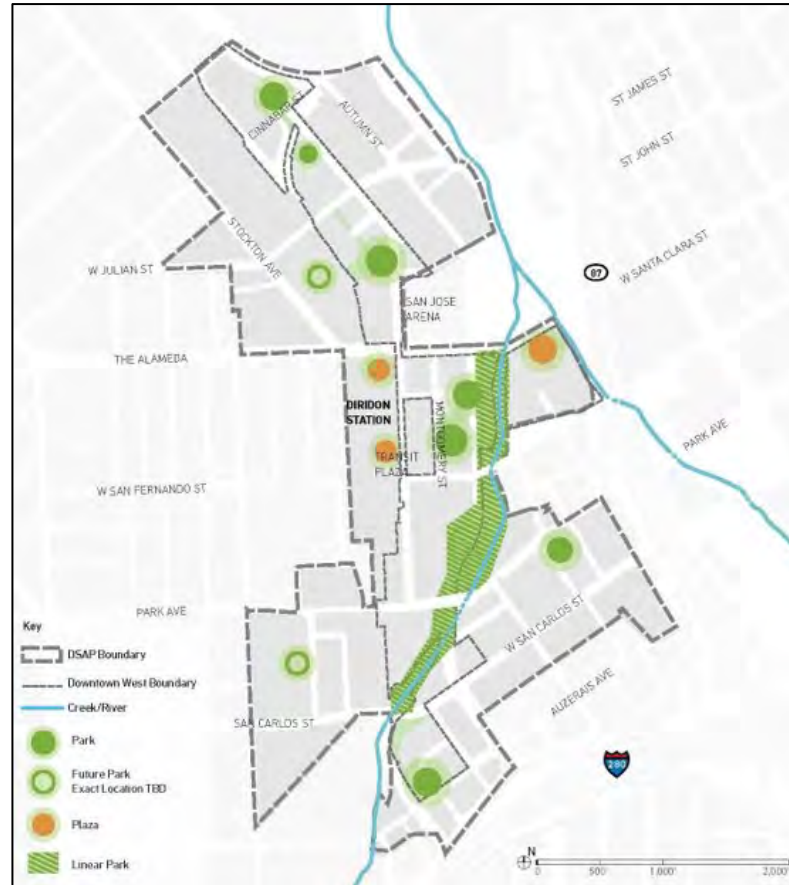 ST JAMES ST
CINNABAR ST
AUTUMN ST
ST JOHN ST
STOCKTON AVE
W SANTA CLARA ST
W JULIAN ST
87
SAN JOSE
ARENA
THE ALAMEDA
DIRIDON
STATION
MONTGOMERY ST
PARK AVE
TRANSIT
PLAZA
W SAN FERNANDO ST
PARK AVE
W SAN CARLOS ST
Key
DSAP Boundary
Downtown West Boundary
AUZERAIS AVE
Creek/River
SAN CARLOS ST
Park
280
Future Park
Exact Location TBD
Plaza
Linear Park
N
0 500' 1,000' 2,000'